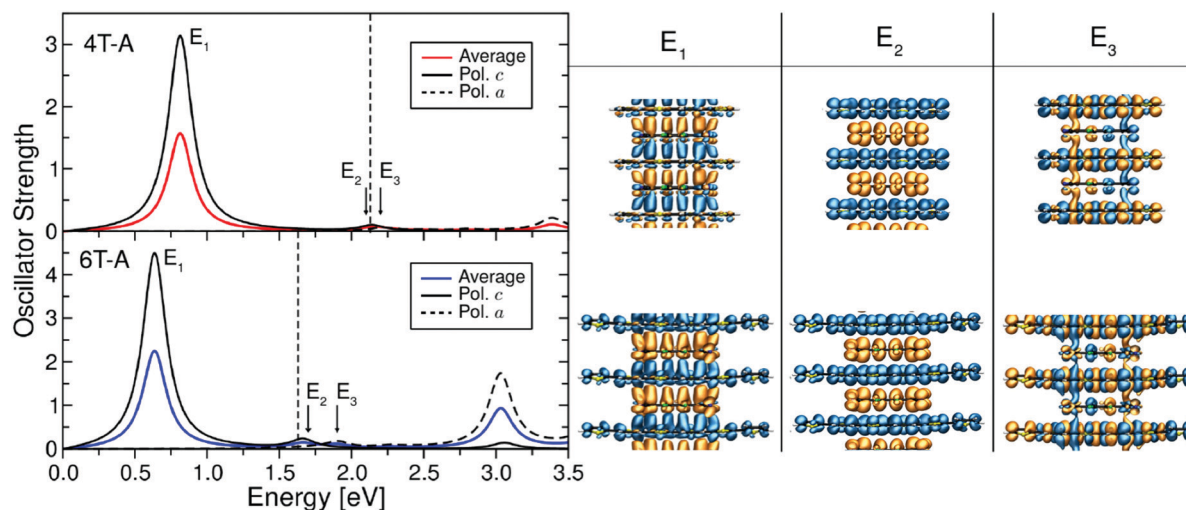 4T-A
E1
Average
Pol. c
Pol. a
E2
E3
3
2
1
0
Oscillator Strength
6T-A
E1
Average
Pol. c
Pol. a
E2
E3
4
3
2
1
0
0.0 0.5 1.0 1.5 2.0 2.5 3.0 3.5
Energy [eV]
E1 E2 E3